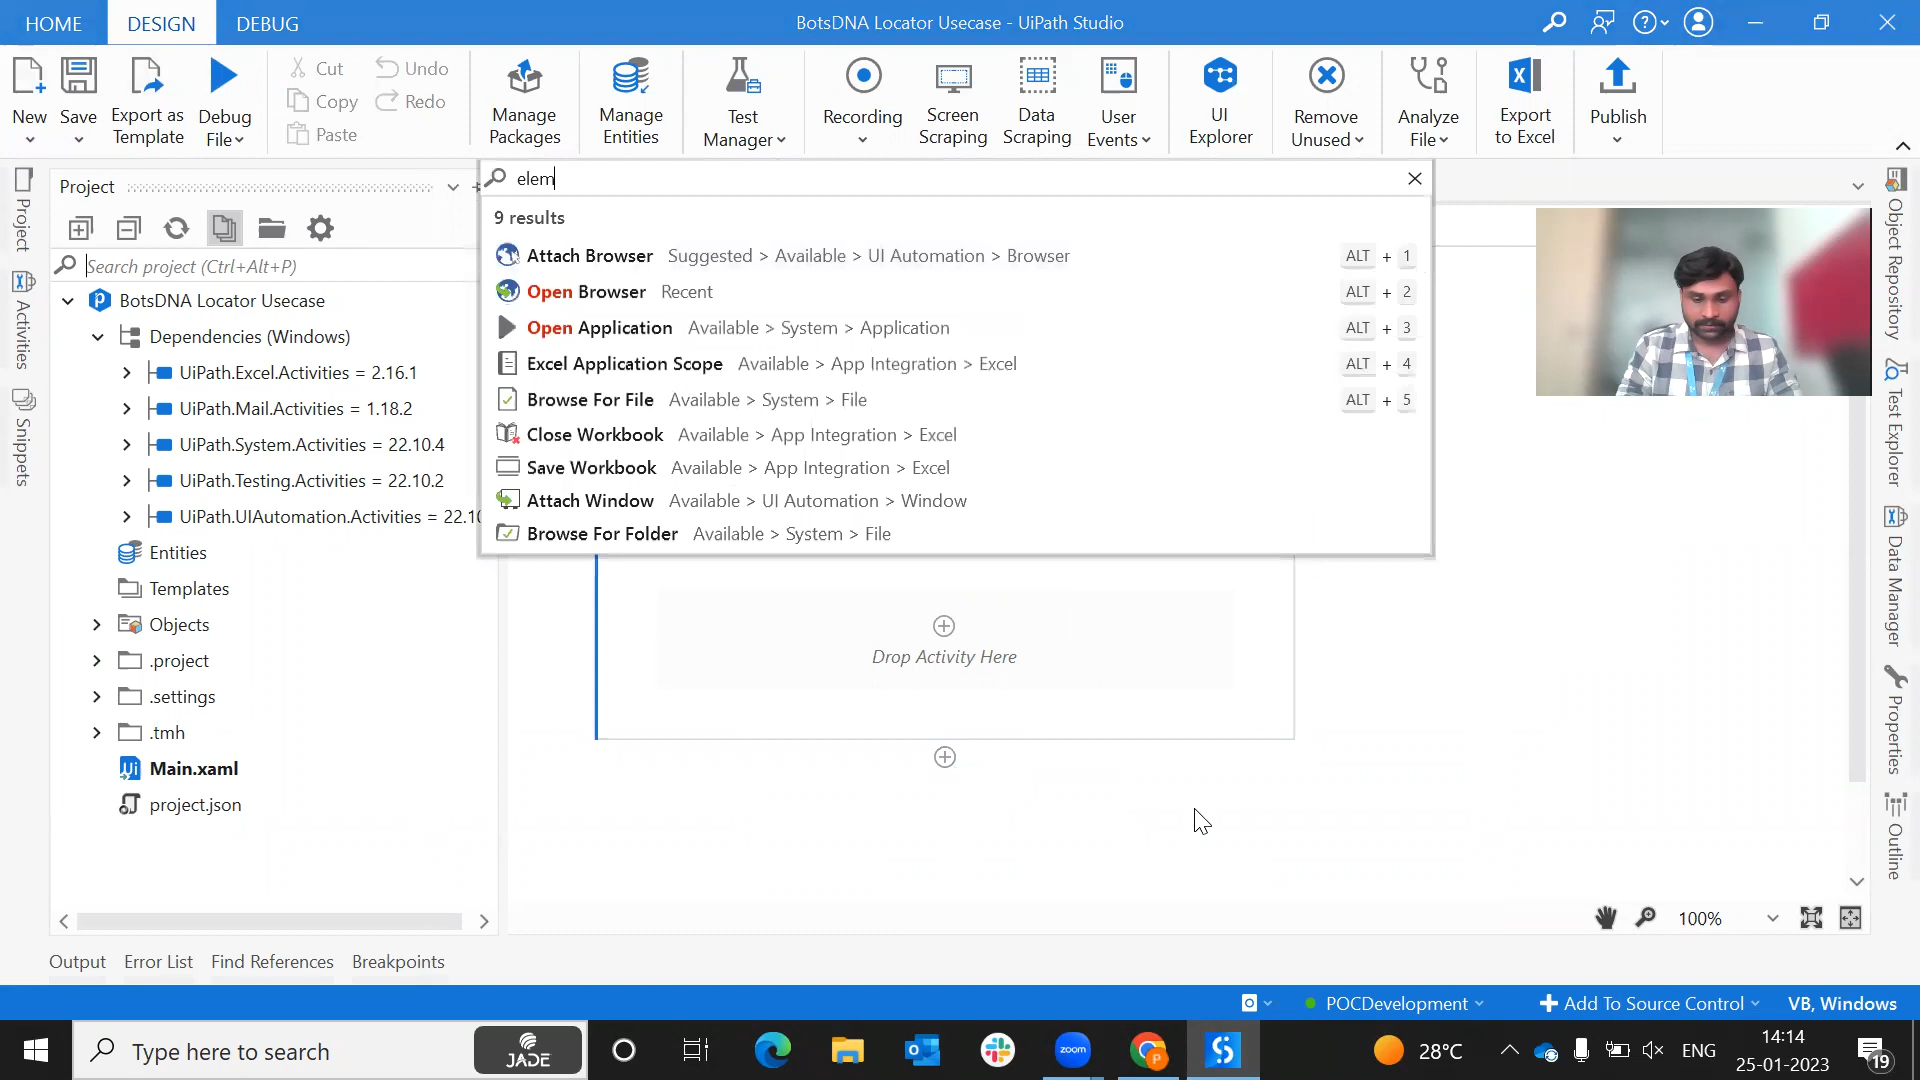 HOME DESIGN DEBUG BotsDNA Locator Usecase - UiPath Studio
New Save Export as Template Debug File Cut Copy Paste Undo Redo Manage Packages Manage Entities Test Manager Recording Screen Scraping Data Scraping User Events UI Explorer Remove Unused Analyze File Export to Excel Publish
Project
Search project (Ctrl+Alt+P)
BotsDNA Locator Usecase
Dependencies (Windows)
UiPath.Excel.Activities = 2.16.1
UiPath.Mail.Activities = 1.18.2
UiPath.System.Activities = 22.10.4
UiPath.Testing.Activities = 22.10.2
UiPath.UIAutomation.Activities = 22.10
Entities
Templates
Objects
.project
.settings
.tmh
Main.xaml
project.json
Project
Activities
Snippets
elem
9 results
Attach Browser Suggested > Available > UI Automation > Browser ALT + 1
Open Browser Recent ALT + 2
Open Application Available > System > Application ALT + 3
Excel Application Scope Available > App Integration > Excel ALT + 4
Browse For File Available > System > File ALT + 5
Close Workbook Available > App Integration > Excel
Save Workbook Available > App Integration > Excel
Attach Window Available > UI Automation > Window
Browse For Folder Available > System > File
Drop Activity Here
Object Repository
Test Explorer
Data Manager
Properties
Outline
100%
Output Error List Find References Breakpoints
POCDevelopment Add To Source Control VB, Windows
Type here to search JADE zoom P 28°C ENG 14:14
25-01-2023 19